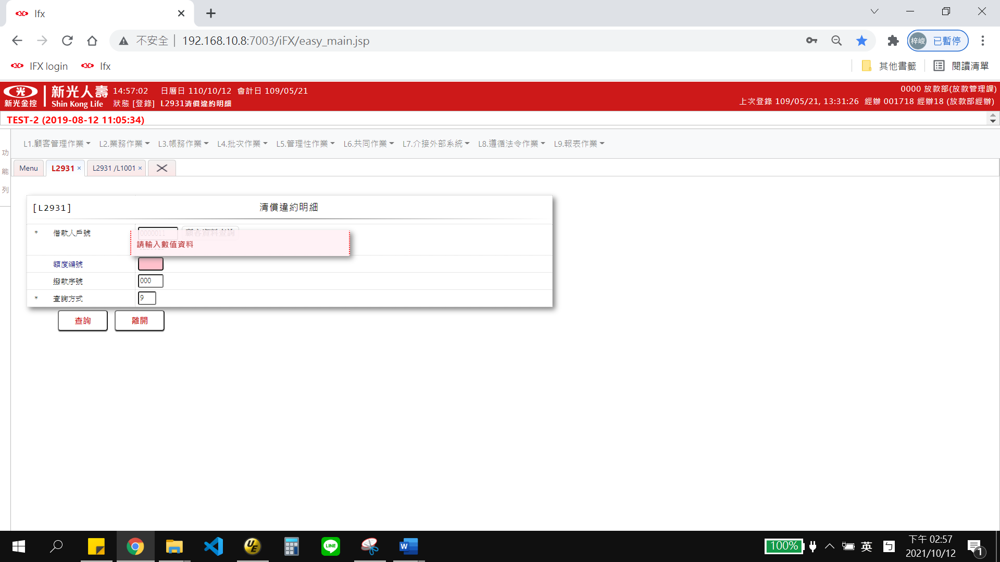 Ifx
不安全 192.168.10.8:7003/iFX/easy_main.jsp
梓峻 已暫停
IFX login Ifx 其他書籤 閱讀清單
新光金控 新光人壽 Shin Kong Life
14:57:02 日曆日 110/10/12 會計日 109/05/21
狀態 [登錄] L2931清償違約明細
0000 放款部(放款管理課)
上次登錄 109/05/21, 13:31:26 經辦 001718 經辦18 (放款部經辦)
TEST-2 (2019-08-12 11:05:34)
L1.顧客管理作業 L2.業務作業 L3.帳務作業 L4.批次作業 L5.管理性作業 L6.共同作業 L7.介接外部系統 L8.遵循法令作業 L9.報表作業
功
能
列
Menu L2931 × L2931 /L1001 ×
[L2931] 清償違約明細
* 借款人戶號 0000011 顧客資料查詢
請輸入數值資料
額度編號
撥款序號 000
* 查詢方式 9
查詢 離開
UE LINE W
100% 英 下午 02:57
2021/10/12 1